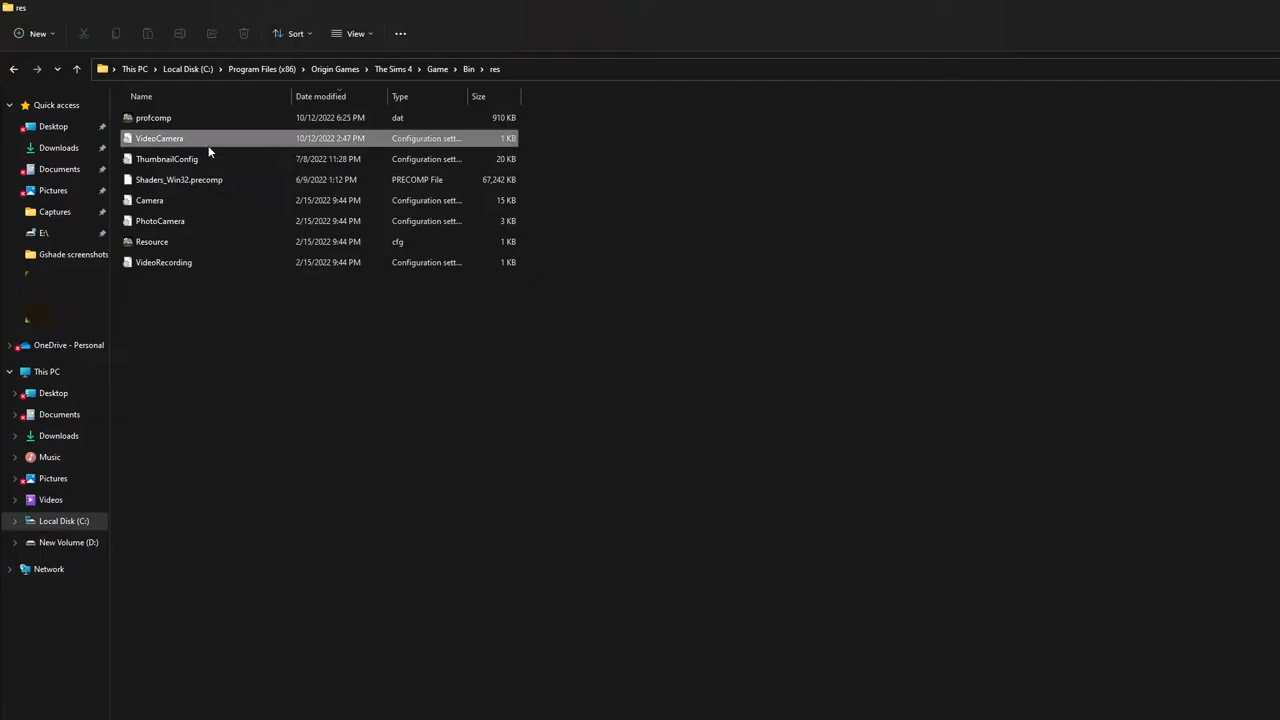 res
New
Sort
View
This PC
Local Disk (C:)
Program Files (x86)
Origin Games
The Sims 4
Game
Bin
res
Name
Date modified
Type
Size
profcomp 10/12/2022 6:25 PM dat 910 KB
VideoCamera 10/12/2022 2:47 PM Configuration sett... 1 KB
ThumbnailConfig 7/8/2022 11:28 PM Configuration sett... 20 KB
Shaders_Win32.precomp 6/9/2022 1:12 PM PRECOMP File 67,242 KB
Camera 2/15/2022 9:44 PM Configuration sett... 15 KB
PhotoCamera 2/15/2022 9:44 PM Configuration sett... 3 KB
Resource 2/15/2022 9:44 PM cfg 1 KB
VideoRecording 2/15/2022 9:44 PM Configuration sett... 1 KB
Quick access
Desktop
Downloads
Documents
Pictures
Captures
E:\
Gshade screenshots
OneDrive - Personal
This PC
Desktop
Documents
Downloads
Music
Pictures
Videos
Local Disk (C:)
New Volume (D:)
Network